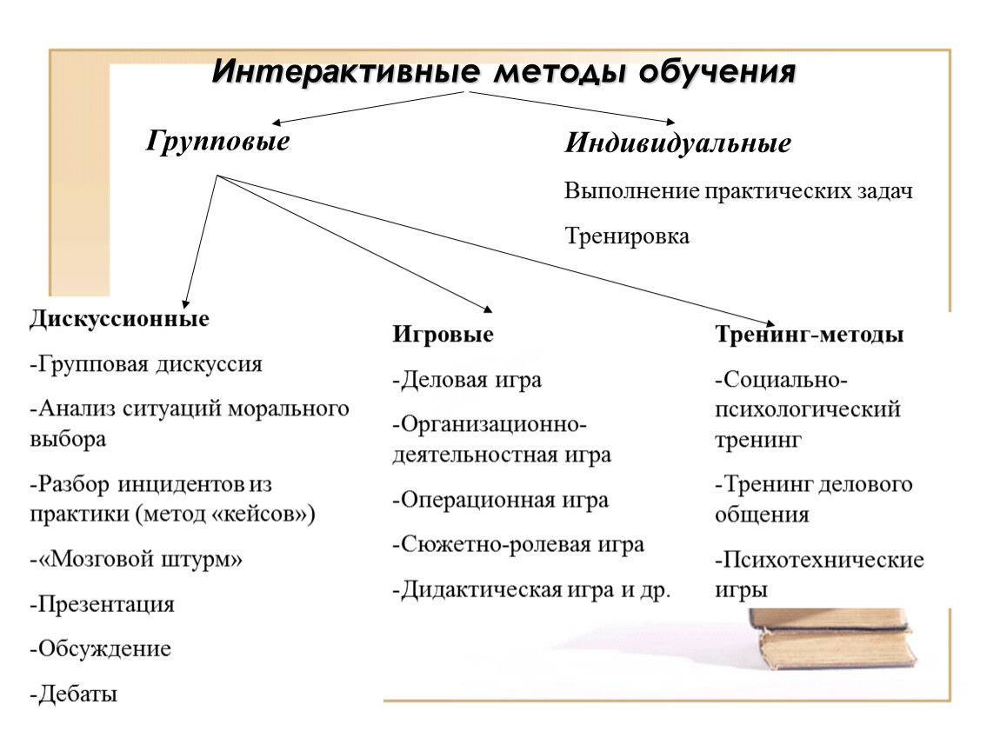 Интерактивные методы обучения
Групповые
Индивидуальные
Выполнение практических задач
Тренировка
Дискуссионные
-Групповая дискуссия
-Анализ ситуаций морального
выбора
-Разбор инцидентов из
практики (метод «кейсов»)
-«Мозговой штурм»
-Презентация
-Обсуждение
-Дебаты
Игровые
-Деловая игра
-Организационно-
деятельностная игра
-Операционная игра
-Сюжетно-ролевая игра
-Дидактическая игра и др.
Тренинг-методы
-Социально-
психологический
тренинг
-Тренинг делового
общения
-Психотехнические
игры